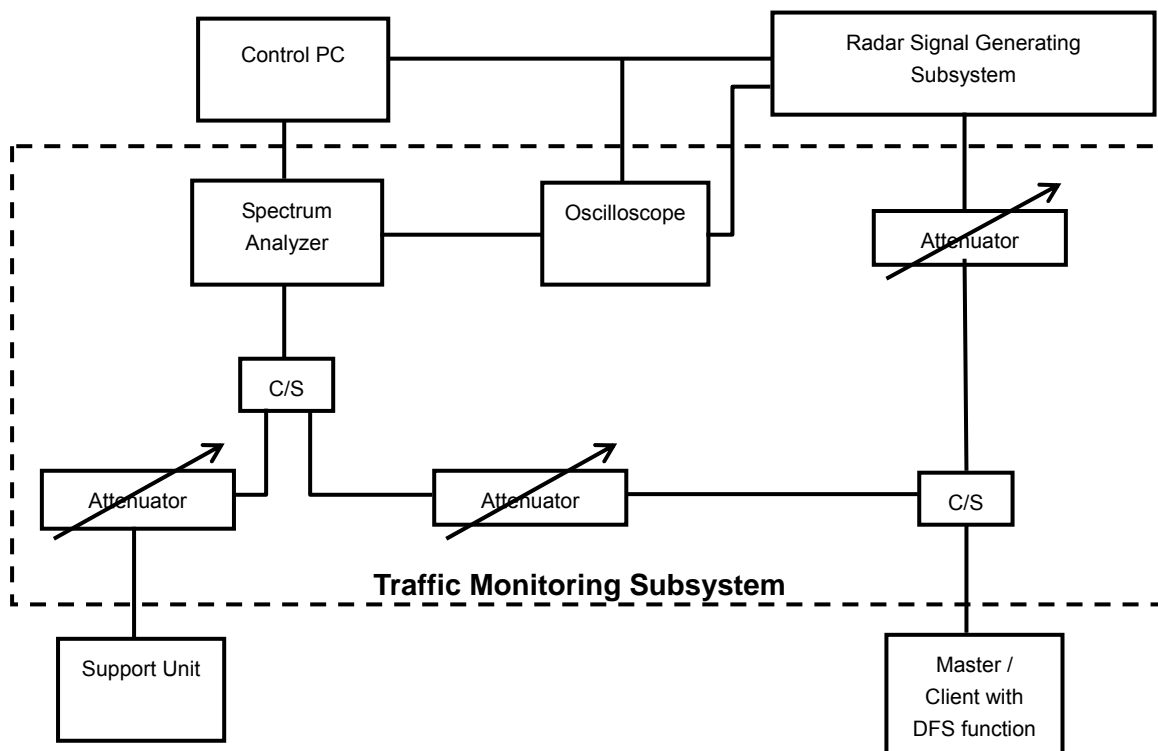 Control PC
Radar Signal Generating
Subsystem
Spectrum
Analyzer
Oscilloscope
Attenuator
C/S
Attenuator
Attenuator
C/S
Traffic Monitoring Subsystem
Support Unit
Master /
Client with
DFS function